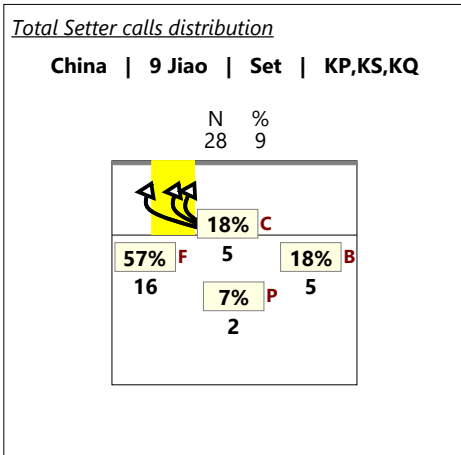 Total Setter calls distribution
China | 9 Jiao | Set | KP,KS,KQ
N %
28 9
18% C
5
57% F
16
18% B
5
7% P
2